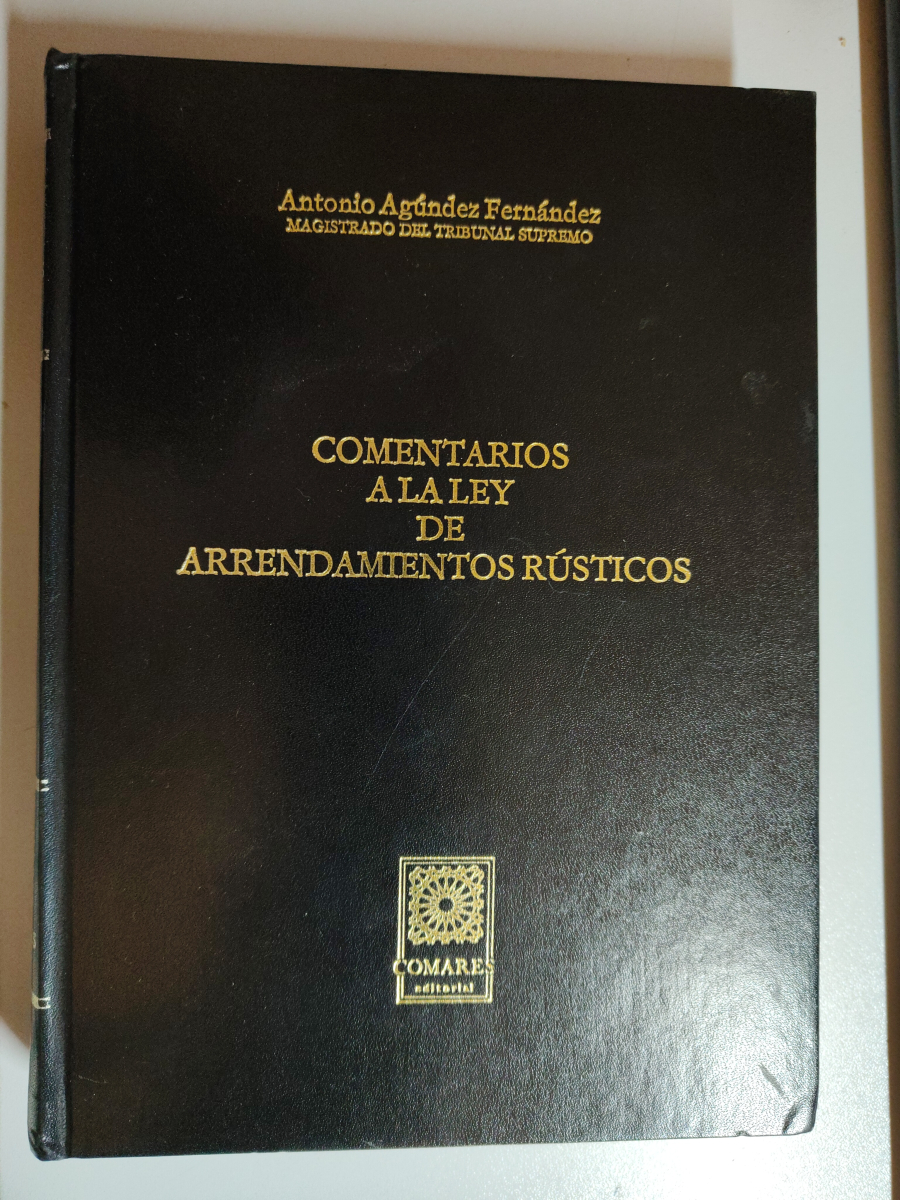 Antonio Agúndez Fernández
MAGISTRADO DEL TRIBUNAL SUPREMO
COMENTARIOS
A LA LEY
DE
ARRENDAMIENTOS RÚSTICOS
COMARES
editorial